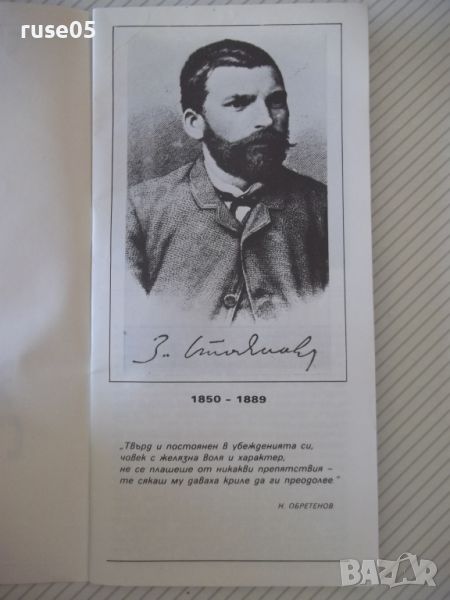 ruse05
З. Стоянов
1850 - 1889
„Твърд и постоянен в убежденията си,
човек с желязна воля и характер,
не се плашеше от никакви препятствия –
те сякаш му даваха криле да ги преодолее.“
Н. ОБРЕТЕНОВ
BAZAR